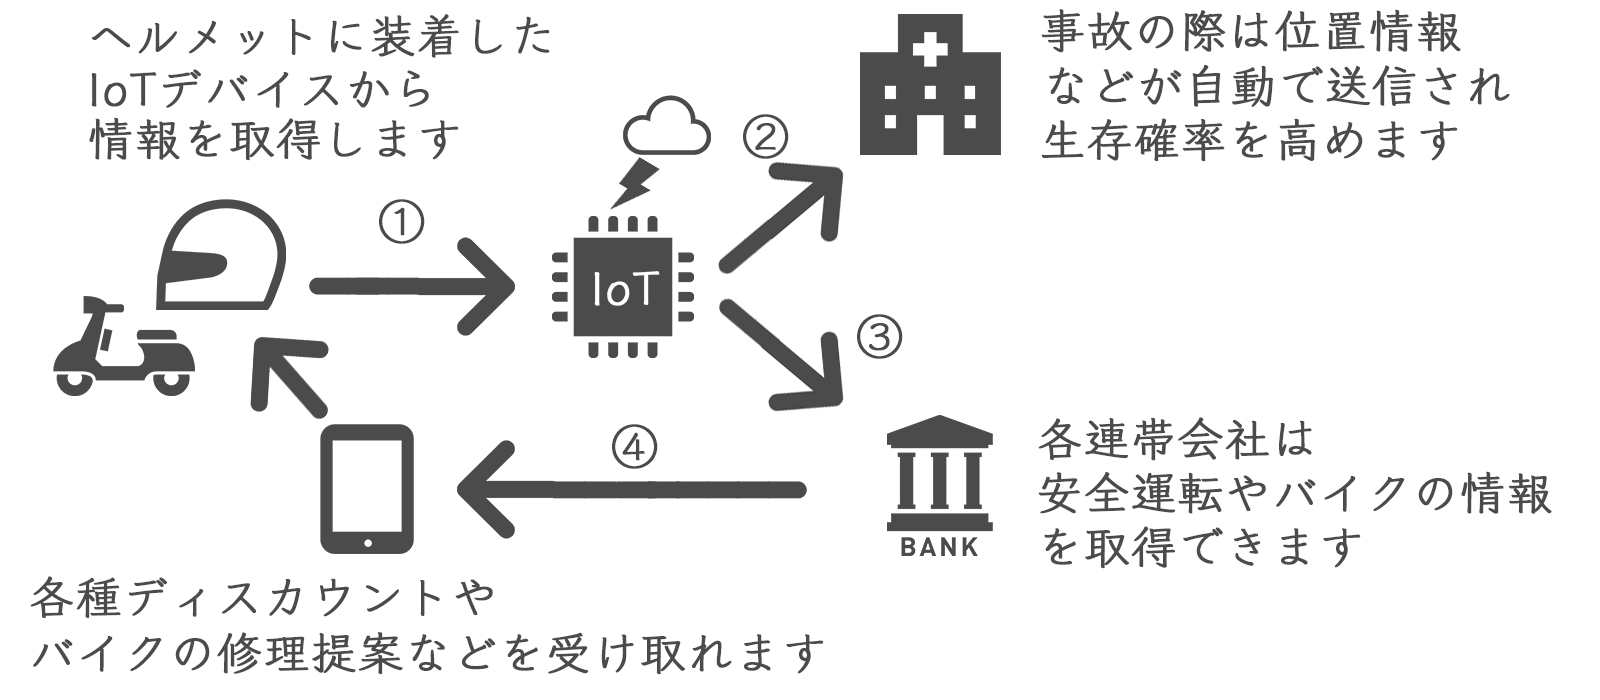 ヘルメットに装着した
IoTデバイスから
情報を取得します
事故の際は位置情報
などが自動で送信され
生存確率を高めます
①
②
IoT
③
④
各連帯会社は
安全運転やバイクの情報
を取得できます
BANK
各種ディスカウントや
バイクの修理提案などを受け取れます